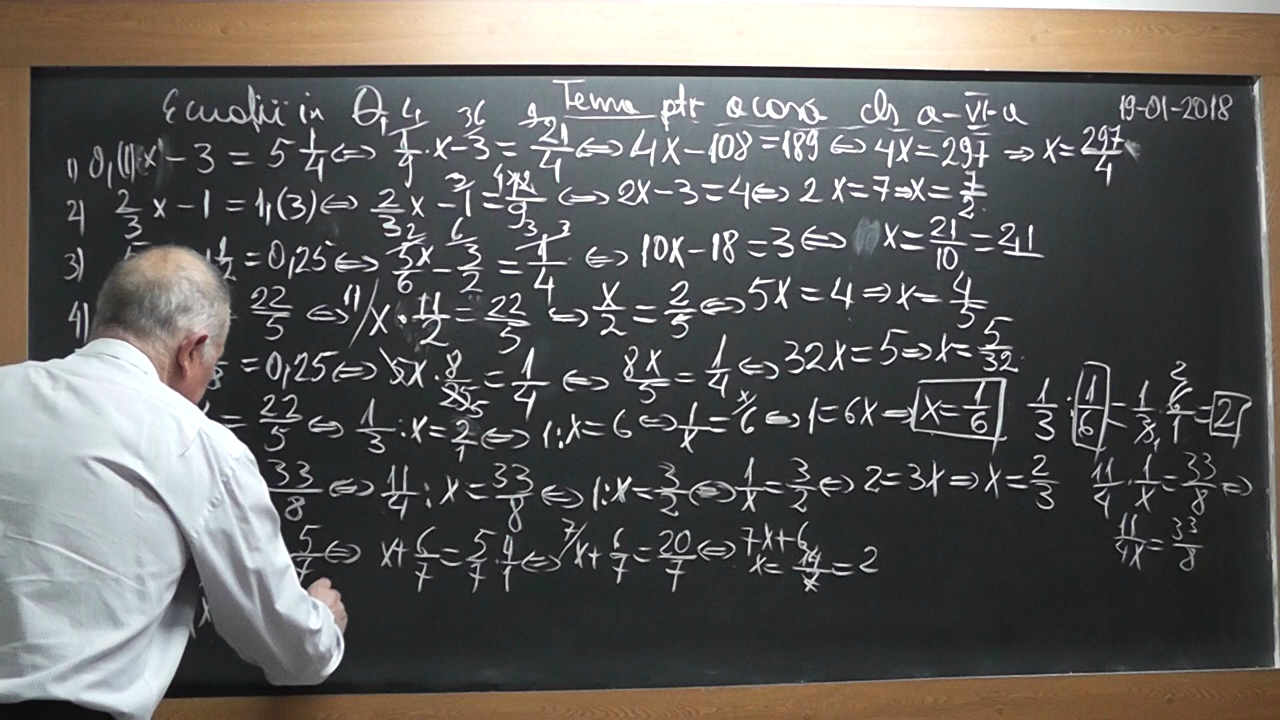 Ecuații in Q, Tema ptr acasă cls a-VI-a 19-01-2018
1) 0,(1)·x - 3 = 5 1/4 ⇔ 1/9 · x - 3 = 21/4 ⇔ 4x - 108 = 189 ⇔ 4x = 297 ⇒ x = 297/4
2) 2/3 x - 1 = 1,(3) ⇔ 2/3 x - 1 = 12/9 ⇔ 2x - 3 = 4 ⇔ 2x = 7 ⇒ x = 7/2
3) 1/2 = 0,25 ⇔ 5x/6 - 3/2 = 1/4 ⇔ 10x - 18 = 3 ⇔ x = 21/10 = 2,1
4) 22/5 ⇔ x · 11/2 = 22/5 ⇔ x/2 = 2/5 ⇔ 5x = 4 ⇒ x = 4/5
= 0,25 ⇔ 5x · 8/25 = 1/4 ⇔ 8x/5 = 1/4 ⇔ 32x = 5 ⇒ x = 5/32
= 22/5 ⇔ 1/3 : x = 2/1 ⇔ 1 : x = 6 ⇔ 1/x = 6 ⇔ 1 = 6x ⇒ x = 1/6 1/3 : 1/6 = 1/3 · 6/1 = 2
33/8 ⇔ 11/4 : x = 33/8 ⇔ 1 : x = 3/2 ⇔ 1/x = 3/2 ⇔ 2 = 3x ⇒ x = 2/3 11/4 · 1/x = 33/8 ⇔
11/4x = 33/8
5/7 ⇔ x + 6/7 = 5/7 · 4/1 ⇔ x + 6/7 = 20/7 ⇔ 7x + 6
x = 14/7 = 2